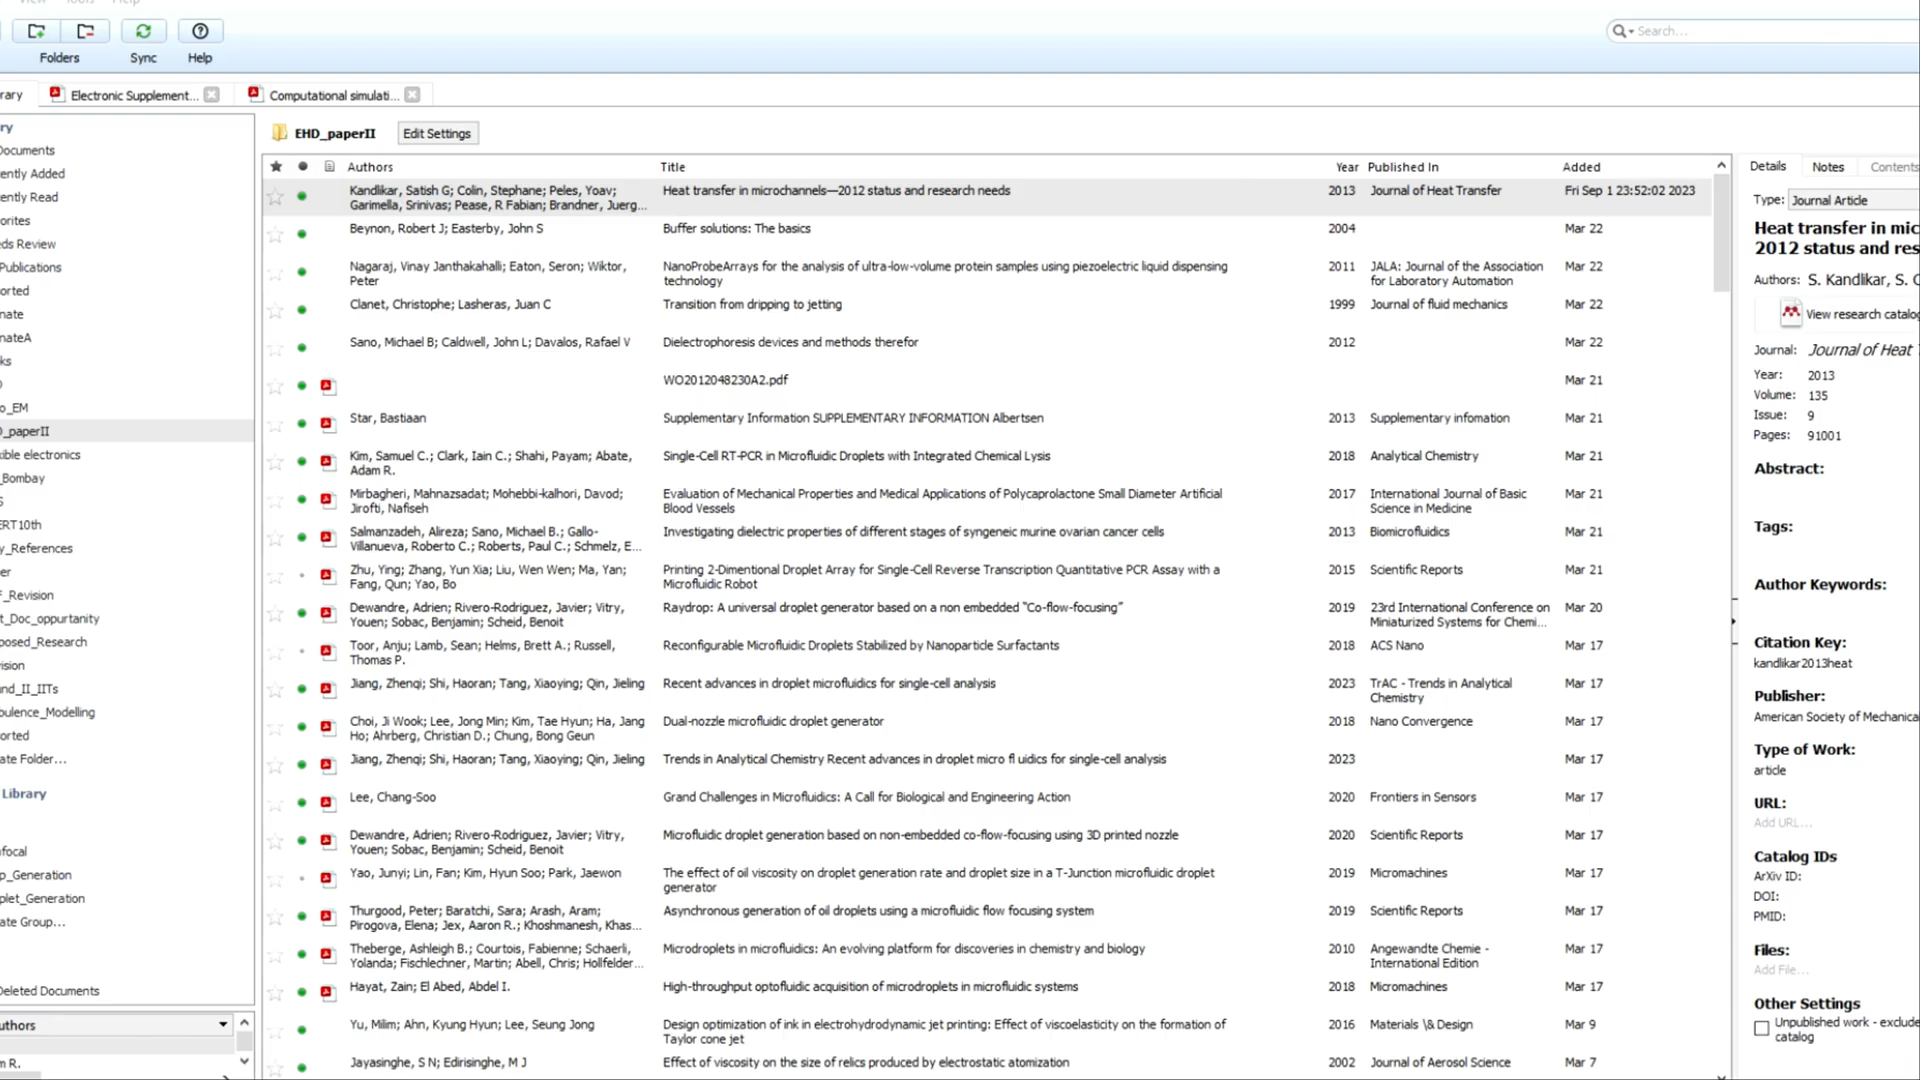 View Tools Help
Folders Sync Help
Search...
rary Electronic Supplement... Computational simulati...
ry
Documents
ently Added
ently Read
orites
eds Review
Publications
orted
nate
nateA
ks
o_EM
D_paperII
ible electronics
_Bombay
S
ERT10th
y_References
er
f_Revision
t_Doc_oppurtanity
posed_Research
ision
nd_II_IITs
bulence_Modelling
orted
ate Folder...
Library
nfocal
p_Generation
plet_Generation
ate Group...
Deleted Documents
uthors
m R.
EHD_paperII Edit Settings
Authors Title Year Published In Added
Kandlikar, Satish G; Colin, Stephane; Peles, Yoav; Heat transfer in microchannels—2012 status and research needs 2013 Journal of Heat Transfer Fri Sep 1 23:52:02 2023
Garimella, Srinivas; Pease, R Fabian; Brandner, Juerg...
Beynon, Robert J; Easterby, John S Buffer solutions: The basics 2004 Mar 22
Nagaraj, Vinay Janthakahalli; Eaton, Seron; Wiktor, NanoProbeArrays for the analysis of ultra-low-volume protein samples using piezoelectric liquid dispensing 2011 JALA: Journal of the Association Mar 22
Peter technology for Laboratory Automation
Clanet, Christophe; Lasheras, Juan C Transition from dripping to jetting 1999 Journal of fluid mechanics Mar 22
Sano, Michael B; Caldwell, John L; Davalos, Rafael V Dielectrophoresis devices and methods therefor 2012 Mar 22
WO2012048230A2.pdf Mar 21
Star, Bastiaan Supplementary Information SUPPLEMENTARY INFORMATION Albertsen 2013 Supplementary infomation Mar 21
Kim, Samuel C.; Clark, Iain C.; Shahi, Payam; Abate, Single-Cell RT-PCR in Microfluidic Droplets with Integrated Chemical Lysis 2018 Analytical Chemistry Mar 21
Adam R.
Mirbagheri, Mahnazsadat; Mohebbi-kalhori, Davod; Evaluation of Mechanical Properties and Medical Applications of Polycaprolactone Small Diameter Artificial 2017 International Journal of Basic Mar 21
Jirofti, Nafiseh Blood Vessels Science in Medicine
Salmanzadeh, Alireza; Sano, Michael B.; Gallo- Investigating dielectric properties of different stages of syngeneic murine ovarian cancer cells 2013 Biomicrofluidics Mar 21
Villanueva, Roberto C.; Roberts, Paul C.; Schmelz, E...
Zhu, Ying; Zhang, Yun Xia; Liu, Wen Wen; Ma, Yan; Printing 2-Dimentional Droplet Array for Single-Cell Reverse Transcription Quantitative PCR Assay with a 2015 Scientific Reports Mar 21
Fang, Qun; Yao, Bo Microfluidic Robot
Dewandre, Adrien; Rivero-Rodriguez, Javier; Vitry, Raydrop: A universal droplet generator based on a non embedded “Co-flow-focusing” 2019 23rd International Conference on Mar 20
Youen; Sobac, Benjamin; Scheid, Benoit Miniaturized Systems for Chemi...
Toor, Anju; Lamb, Sean; Helms, Brett A.; Russell, Reconfigurable Microfluidic Droplets Stabilized by Nanoparticle Surfactants 2018 ACS Nano Mar 17
Thomas P.
Jiang, Zhenqi; Shi, Haoran; Tang, Xiaoying; Qin, Jieling Recent advances in droplet microfluidics for single-cell analysis 2023 TrAC - Trends in Analytical Mar 17
Chemistry
Choi, Ji Wook; Lee, Jong Min; Kim, Tae Hyun; Ha, Jang Dual-nozzle microfluidic droplet generator 2018 Nano Convergence Mar 17
Ho; Ahrberg, Christian D.; Chung, Bong Geun
Jiang, Zhenqi; Shi, Haoran; Tang, Xiaoying; Qin, Jieling Trends in Analytical Chemistry Recent advances in droplet micro fl uidics for single-cell analysis 2023 Mar 17
Lee, Chang-Soo Grand Challenges in Microfluidics: A Call for Biological and Engineering Action 2020 Frontiers in Sensors Mar 17
Dewandre, Adrien; Rivero-Rodriguez, Javier; Vitry, Microfluidic droplet generation based on non-embedded co-flow-focusing using 3D printed nozzle 2020 Scientific Reports Mar 17
Youen; Sobac, Benjamin; Scheid, Benoit
Yao, Junyi; Lin, Fan; Kim, Hyun Soo; Park, Jaewon The effect of oil viscosity on droplet generation rate and droplet size in a T-Junction microfluidic droplet 2019 Micromachines Mar 17
generator
Thurgood, Peter; Baratchi, Sara; Arash, Aram; Asynchronous generation of oil droplets using a microfluidic flow focusing system 2019 Scientific Reports Mar 17
Pirogova, Elena; Jex, Aaron R.; Khoshmanesh, Khas...
Theberge, Ashleigh B.; Courtois, Fabienne; Schaerli, Microdroplets in microfluidics: An evolving platform for discoveries in chemistry and biology 2010 Angewandte Chemie - Mar 17
Yolanda; Fischlechner, Martin; Abell, Chris; Hollfelder... International Edition
Hayat, Zain; El Abed, Abdel I. High-throughput optofluidic acquisition of microdroplets in microfluidic systems 2018 Micromachines Mar 17
Yu, Milim; Ahn, Kyung Hyun; Lee, Seung Jong Design optimization of ink in electrohydrodynamic jet printing: Effect of viscoelasticity on the formation of 2016 Materials \& Design Mar 9
Taylor cone jet
Jayasinghe, S N; Edirisinghe, M J Effect of viscosity on the size of relics produced by electrostatic atomization 2002 Journal of Aerosol Science Mar 7
Details Notes Contents
Type: Journal Article
Heat transfer in mic
2012 status and res
Authors: S. Kandlikar, S. C
View research catalog
Journal: Journal of Heat T
Year: 2013
Volume: 135
Issue: 9
Pages: 91001
Abstract:
Tags:
Author Keywords:
Citation Key:
kandlikar2013heat
Publisher:
American Society of Mechanica
Type of Work:
article
URL:
Add URL...
Catalog IDs
ArXiv ID:
DOI:
PMID:
Files:
Add File...
Other Settings
Unpublished work - exclude
catalog